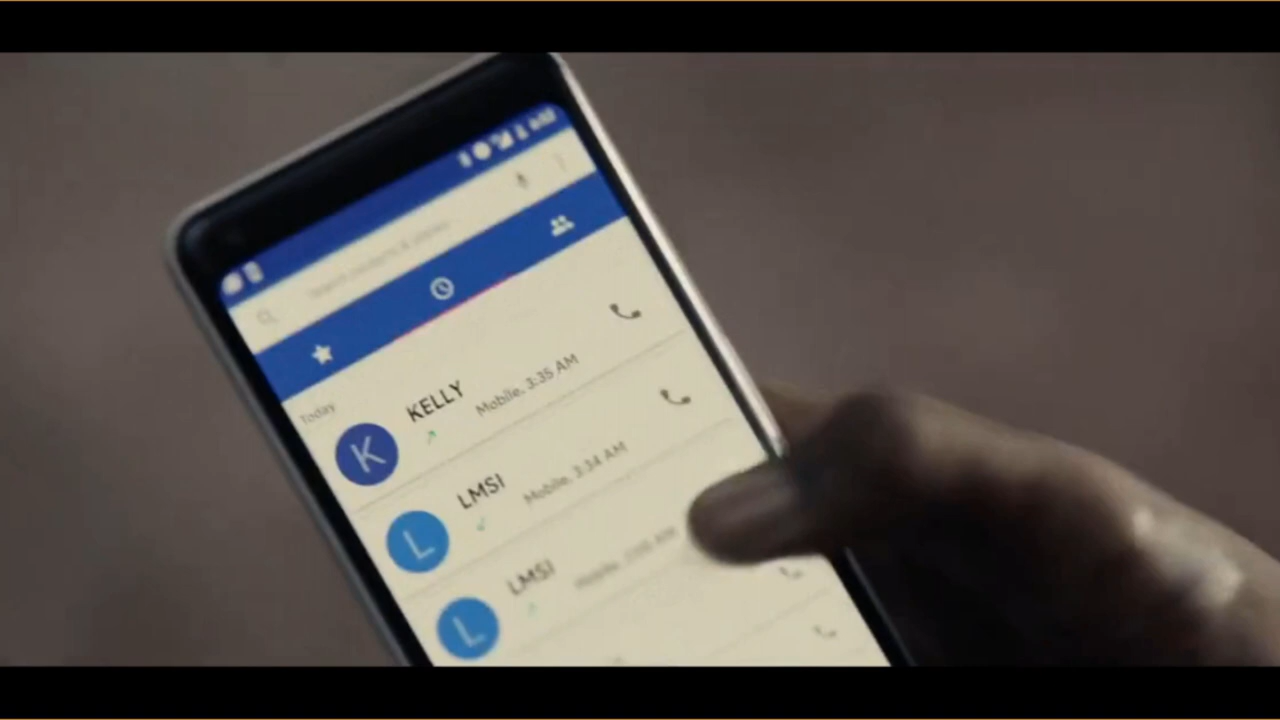 Today
K
KELLY
Mobile, 3:35 AM
L
LMSI
Mobile, 3:34 AM
L
LMSI